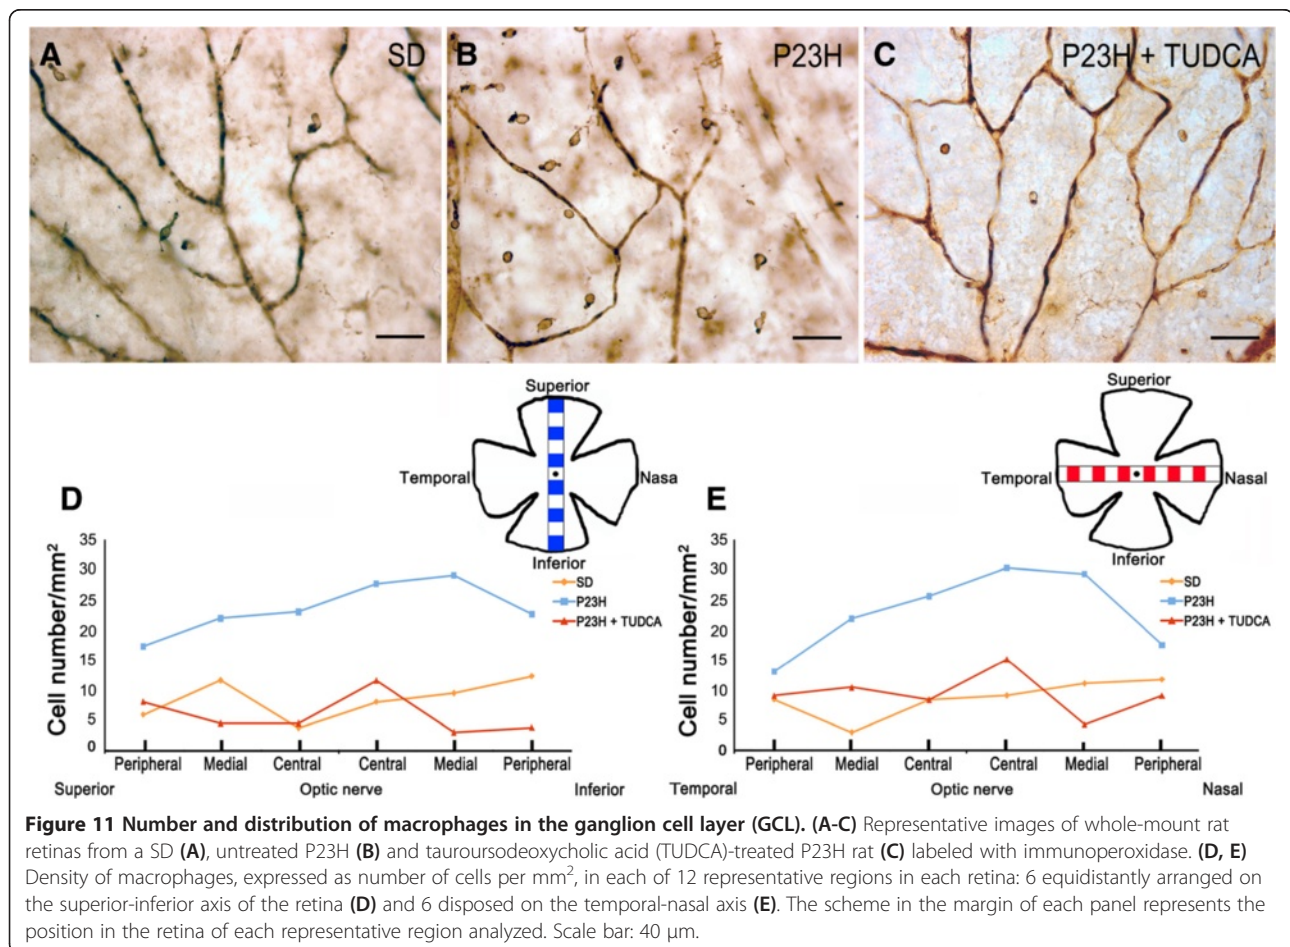 A
SD
B
P23H
C
P23H + TUDCA
Superior
Temporal
Nasa
Inferior
Superior
Temporal
Nasal
Inferior
D
Cell number/mm²
35
30
25
20
15
10
5
0
SD
P23H
P23H + TUDCA
Peripheral Medial Central Central Medial Peripheral
Superior Optic nerve Inferior
E
Cell number/mm²
35
30
25
20
15
10
5
0
SD
P23H
P23H + TUDCA
Peripheral Medial Central Central Medial Peripheral
Temporal Optic nerve Nasal
Figure 11 Number and distribution of macrophages in the ganglion cell layer (GCL). (A-C) Representative images of whole-mount rat
retinas from a SD (A), untreated P23H (B) and tauroursodeoxycholic acid (TUDCA)-treated P23H rat (C) labeled with immunoperoxidase. (D, E)
Density of macrophages, expressed as number of cells per mm², in each of 12 representative regions in each retina: 6 equidistantly arranged on
the superior-inferior axis of the retina (D) and 6 disposed on the temporal-nasal axis (E). The scheme in the margin of each panel represents the
position in the retina of each representative region analyzed. Scale bar: 40 μm.